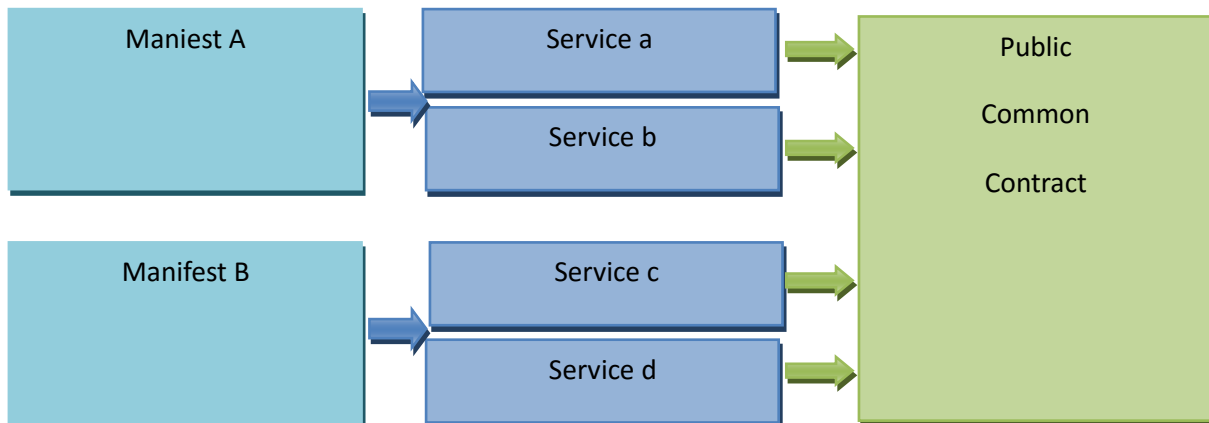 Maniest A
Service a
Service b
Manifest B
Service c
Service d
Public
Common
Contract